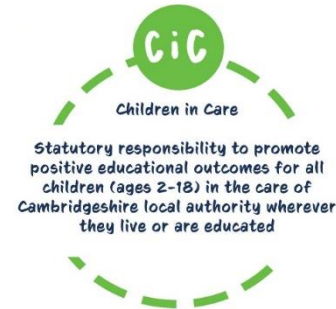 CiC
Children in Care
Statutory responsibility to promote
positive educational outcomes for all
children (ages 2-18) in the care of
Cambridgeshire local authority wherever
they live or are educated